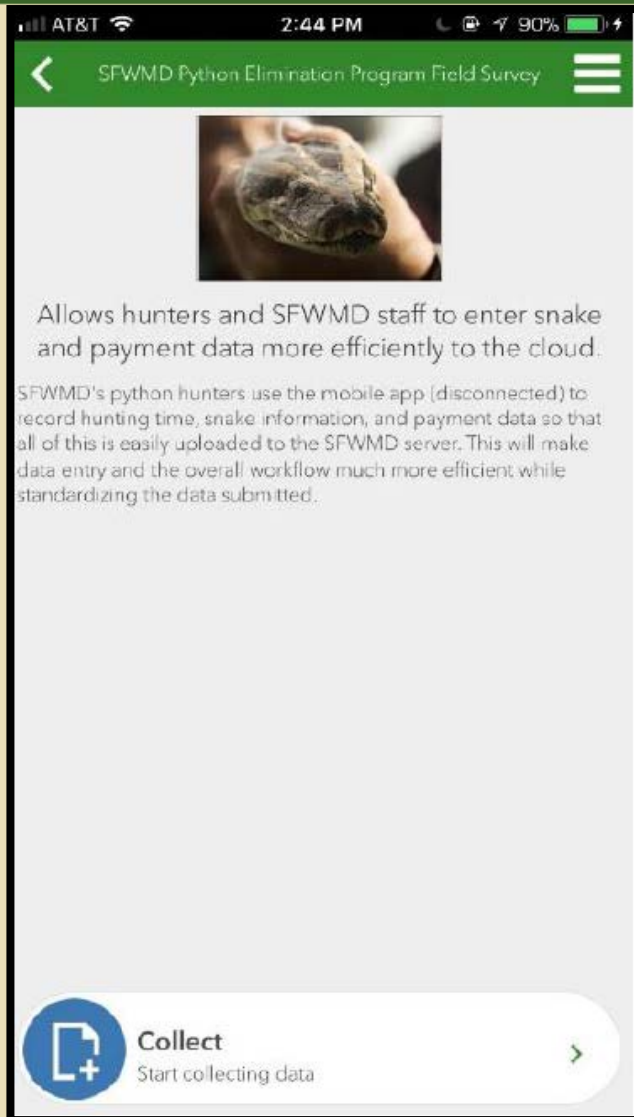 AT&T 2:44 PM 90%
SFWMD Python Elimination Program Field Survey
Allows hunters and SFWMD staff to enter snake
and payment data more efficiently to the cloud.
SFWMD's python hunters use the mobile app (disconnected) to
record hunting time, snake information, and payment data so that
all of this is easily uploaded to the SFWMD server. This will make
data entry and the overall workflow much more efficient while
standardizing the data submitted.
Collect
Start collecting data